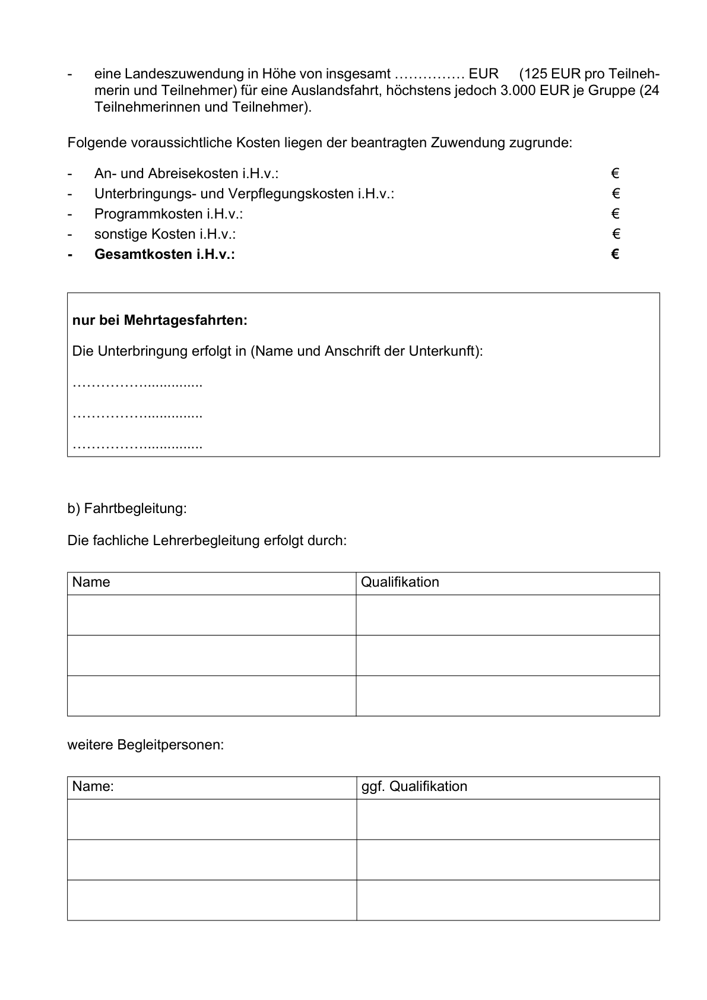 - eine Landeszuwendung in Höhe von insgesamt …………… EUR (125 EUR pro Teilneh-
merin und Teilnehmer) für eine Auslandsfahrt, höchstens jedoch 3.000 EUR je Gruppe (24
Teilnehmerinnen und Teilnehmer).
Folgende voraussichtliche Kosten liegen der beantragten Zuwendung zugrunde:
- An- und Abreisekosten i.H.v.: €
- Unterbringungs- und Verpflegungskosten i.H.v.: €
- Programmkosten i.H.v.: €
- sonstige Kosten i.H.v.: €
- Gesamtkosten i.H.v.: €
nur bei Mehrtagesfahrten:
Die Unterbringung erfolgt in (Name und Anschrift der Unterkunft):
……………...............
……………...............
……………...............
b) Fahrtbegleitung:
Die fachliche Lehrerbegleitung erfolgt durch:
Name Qualifikation
weitere Begleitpersonen:
Name: ggf. Qualifikation